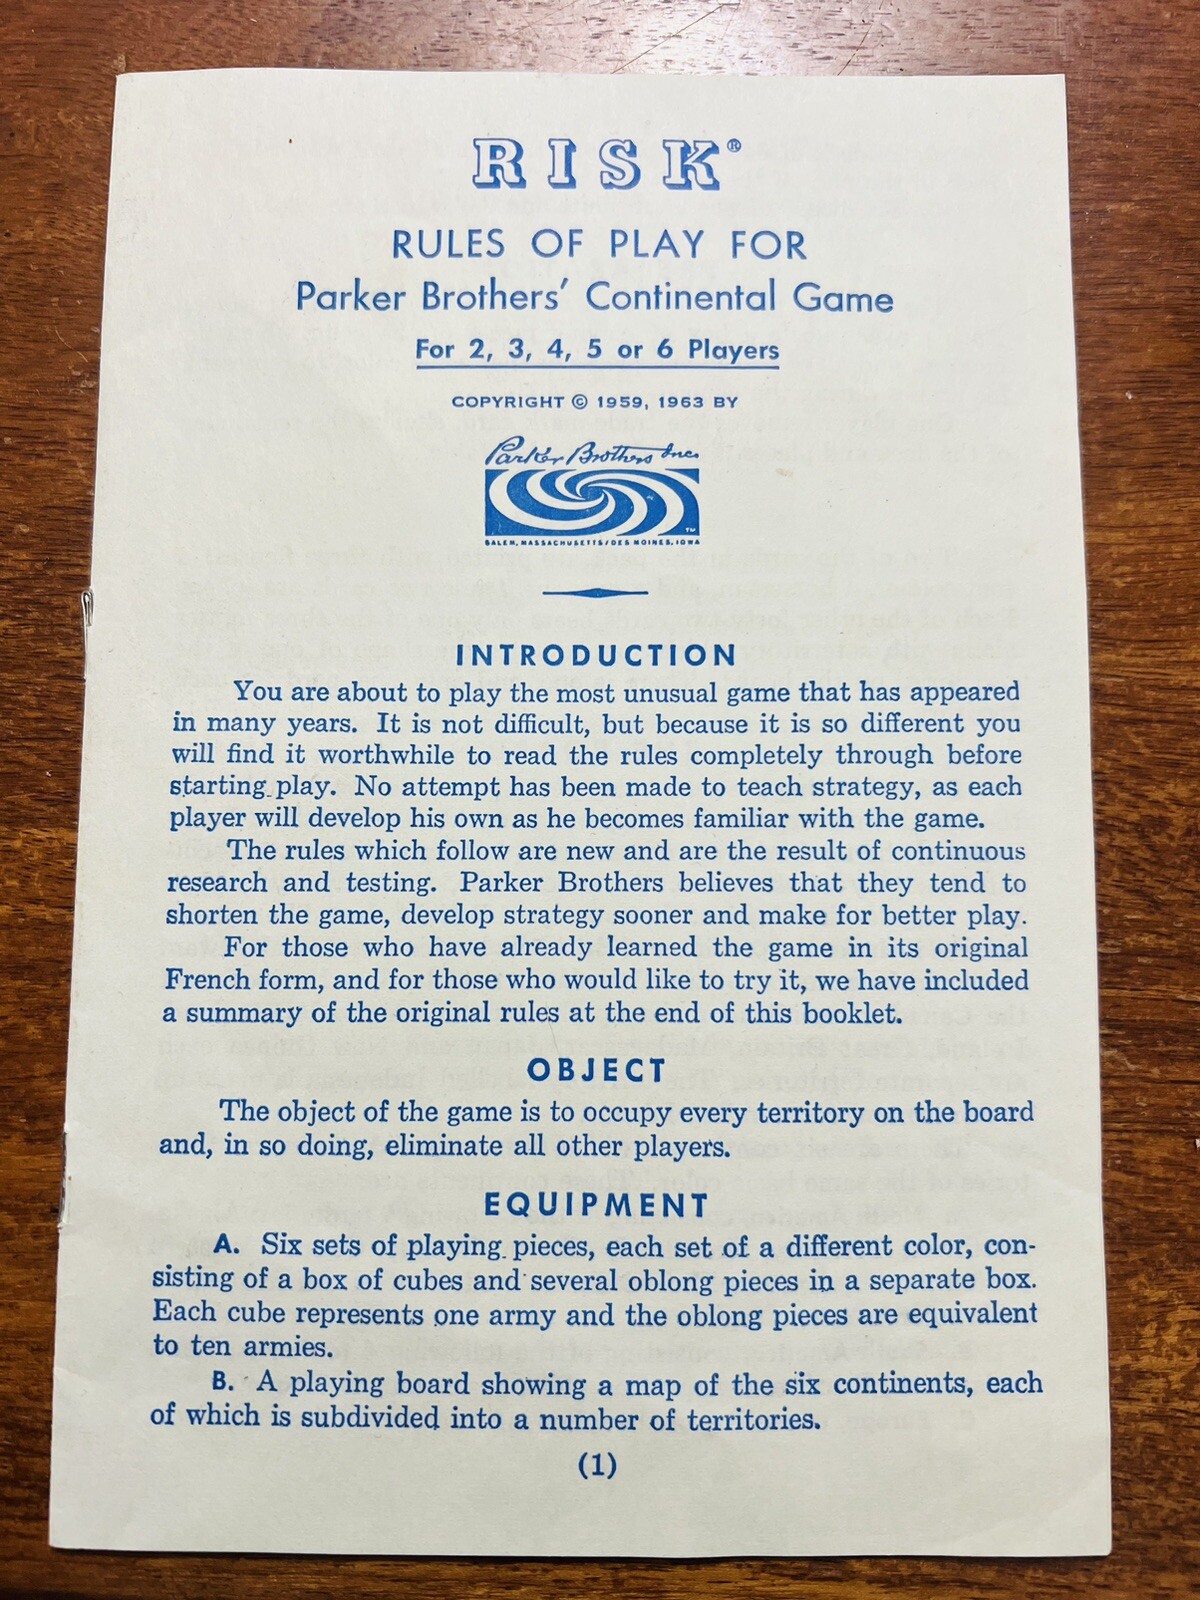 RISK®
RULES OF PLAY FOR
Parker Brothers' Continental Game
For 2, 3, 4, 5 or 6 Players
COPYRIGHT © 1959, 1963 BY
Parker Brothers Inc.
TM
SALEM, MASSACHUSETTS/DES MOINES, IOWA
INTRODUCTION
You are about to play the most unusual game that has appeared
in many years. It is not difficult, but because it is so different you
will find it worthwhile to read the rules completely through before
starting play. No attempt has been made to teach strategy, as each
player will develop his own as he becomes familiar with the game.
The rules which follow are new and are the result of continuous
research and testing. Parker Brothers believes that they tend to
shorten the game, develop strategy sooner and make for better play.
For those who have already learned the game in its original
French form, and for those who would like to try it, we have included
a summary of the original rules at the end of this booklet.
OBJECT
The object of the game is to occupy every territory on the board
and, in so doing, eliminate all other players.
EQUIPMENT
A. Six sets of playing pieces, each set of a different color, con-
sisting of a box of cubes and several oblong pieces in a separate box.
Each cube represents one army and the oblong pieces are equivalent
to ten armies.
B. A playing board showing a map of the six continents, each
of which is subdivided into a number of territories.
(1)